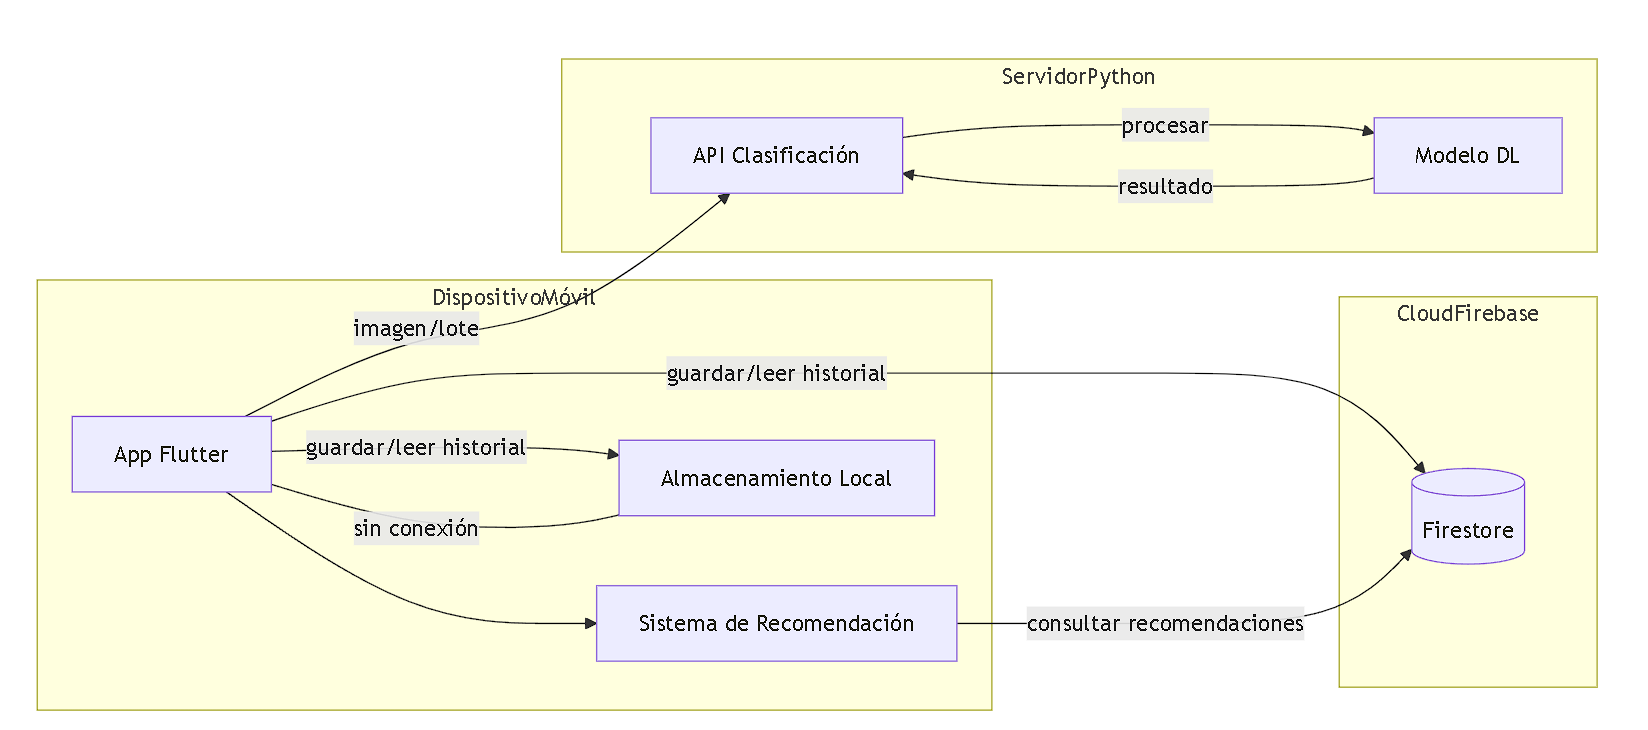 ServidorPython
procesar
API Clasificación
Modelo DL
resultado
DispositivoMóvil
imagen/lote
CloudFirebase
guardar/leer historial
App Flutter
guardar/leer historial
Almacenamiento Local
sin conexión
Firestore
Sistema de Recomendación
consultar recomendaciones